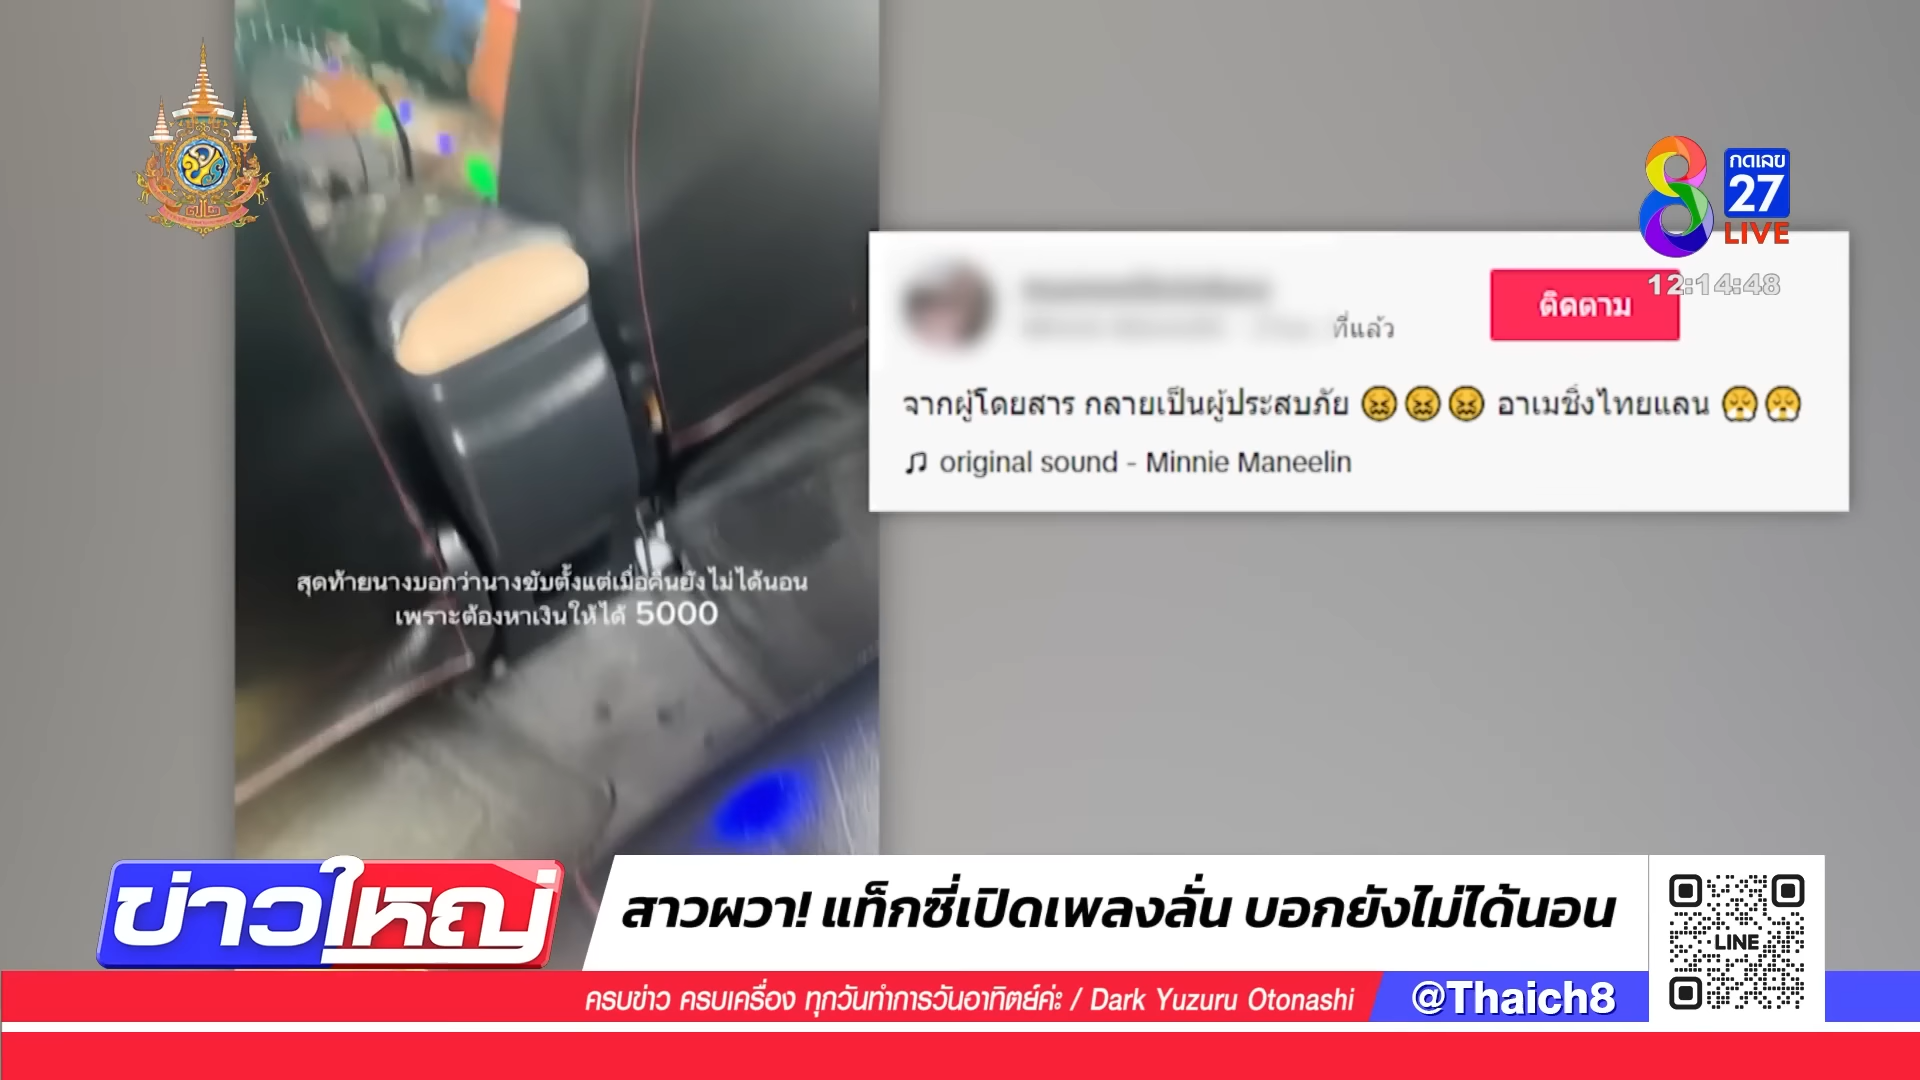 กดเลข
27
LIVE
12:14:48
ติดตาม
ที่แล้ว
จากผู้โดยสาร กลายเป็นผู้ประสบภัย 😖😖😖 อาเมชิ่งไทยแลน 😤😤
♫ original sound - Minnie Maneelin
สุดท้ายนางบอกว่านางขับตั้งแต่เมื่อคืนยังไม่ได้นอน
เพราะต้องหาเงินให้ได้ 5000
ข่าวใหญ่
สาวผวา! แท็กซี่เปิดเพลงลั่น บอกยังไม่ได้นอน
LINE
ครบข่าว ครบเครื่อง ทุกวันทำการวันอาทิตย์ค่ะ / Dark Yuzuru Otonashi
@Thaich8